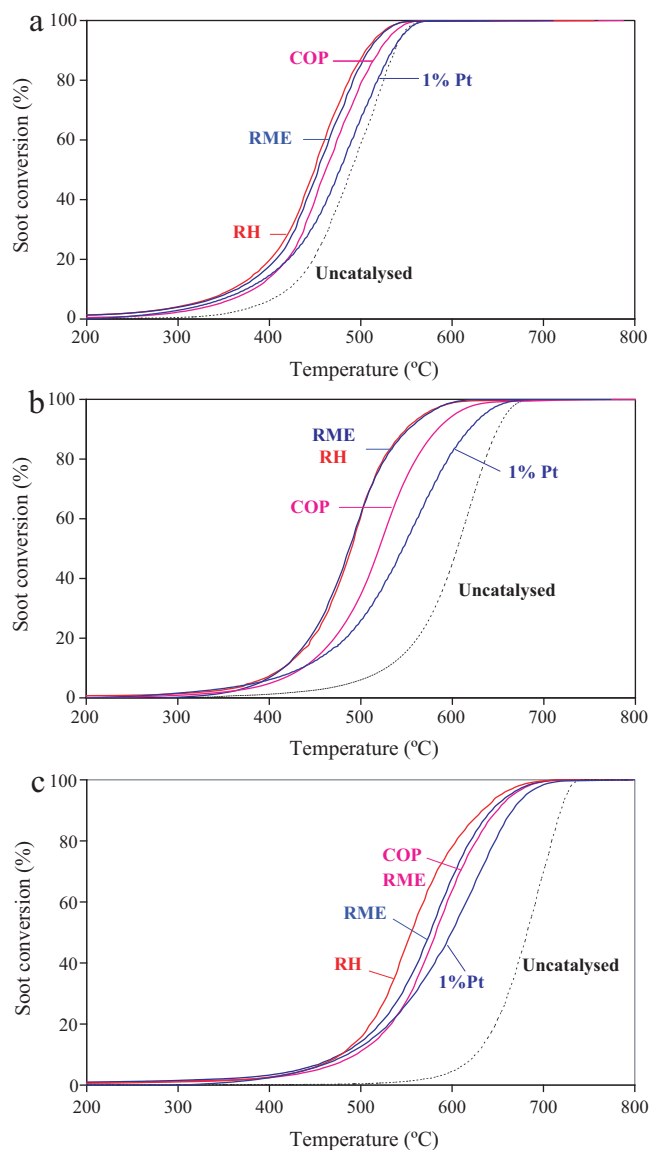 a
100
80
60
40
20
0
Soot conversion (%)
COP
1% Pt
RME
RH
Uncatalysed
200 300 400 500 600 700 800
Temperature (ºC)
b
100
80
60
40
20
0
Soot conversion (%)
RME
RH
1% Pt
COP
Uncatalysed
200 300 400 500 600 700 800
Temperature (ºC)
c
100
80
60
40
20
0
Soot conversion (%)
COP
RME
RME
RH
1%Pt
Uncatalysed
200 300 400 500 600 700 800
Temperature (ºC)